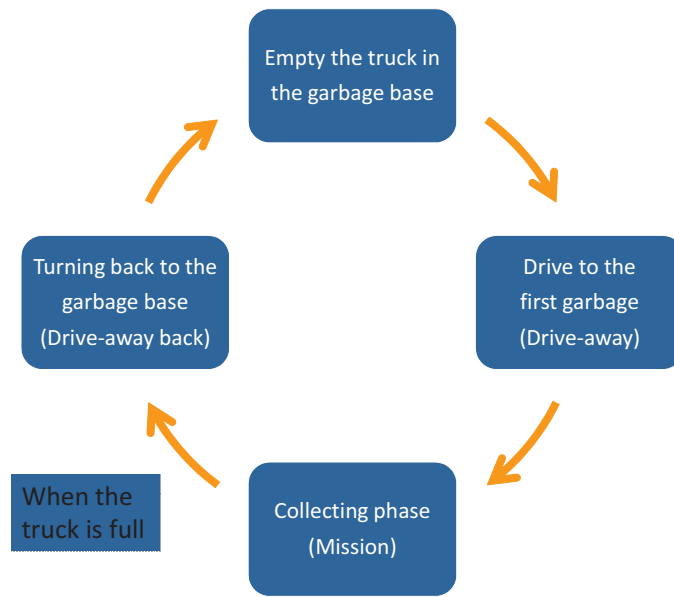 Empty the truck in
the garbage base
Drive to the
first garbage
(Drive-away)
Collecting phase
(Mission)
When the
truck is full
Turning back to the
garbage base
(Drive-away back)